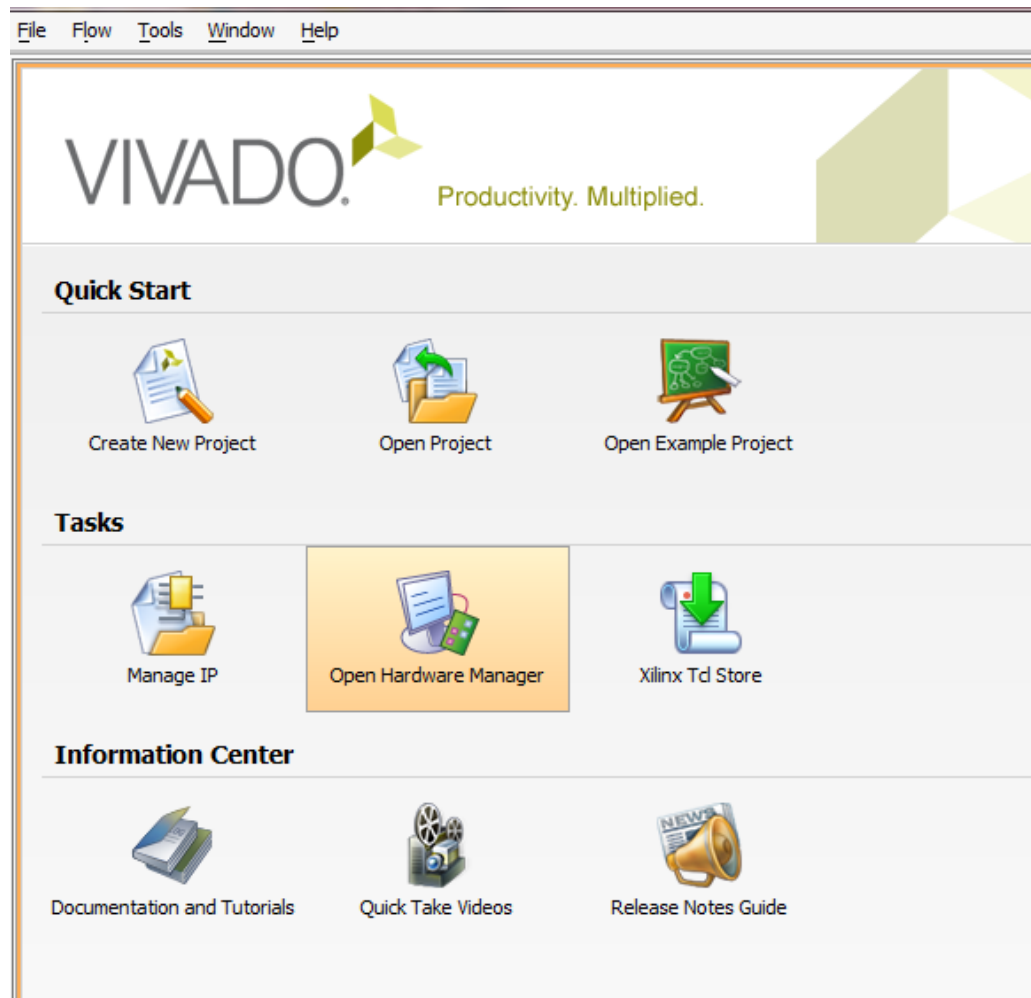 File Flow Tools Window Help
VIVADO.
Productivity. Multiplied.
Quick Start
Create New Project Open Project Open Example Project
Tasks
Manage IP Open Hardware Manager Xilinx Tcl Store
Information Center
NEWS
Documentation and Tutorials Quick Take Videos Release Notes Guide